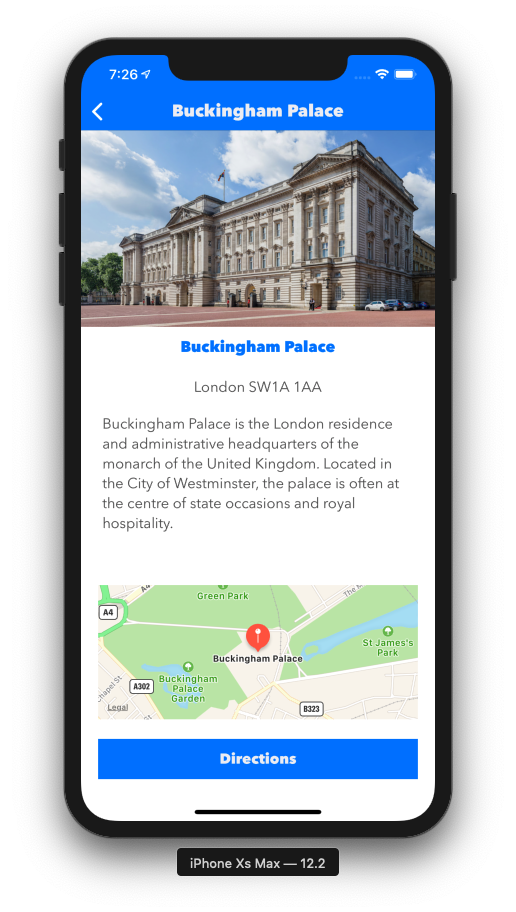 7:26
Buckingham Palace
Buckingham Palace
London SW1A 1AA
Buckingham Palace is the London residence
and administrative headquarters of the
monarch of the United Kingdom. Located in
the City of Westminster, the palace is often at
the centre of state occasions and royal
hospitality.
A4
Green Park
A4
Buckingham Palace
St James's
Park
Buckingham
Palace
Garden
A302
Chapel St
Legal
B323
Directions
iPhone Xs Max — 12.2